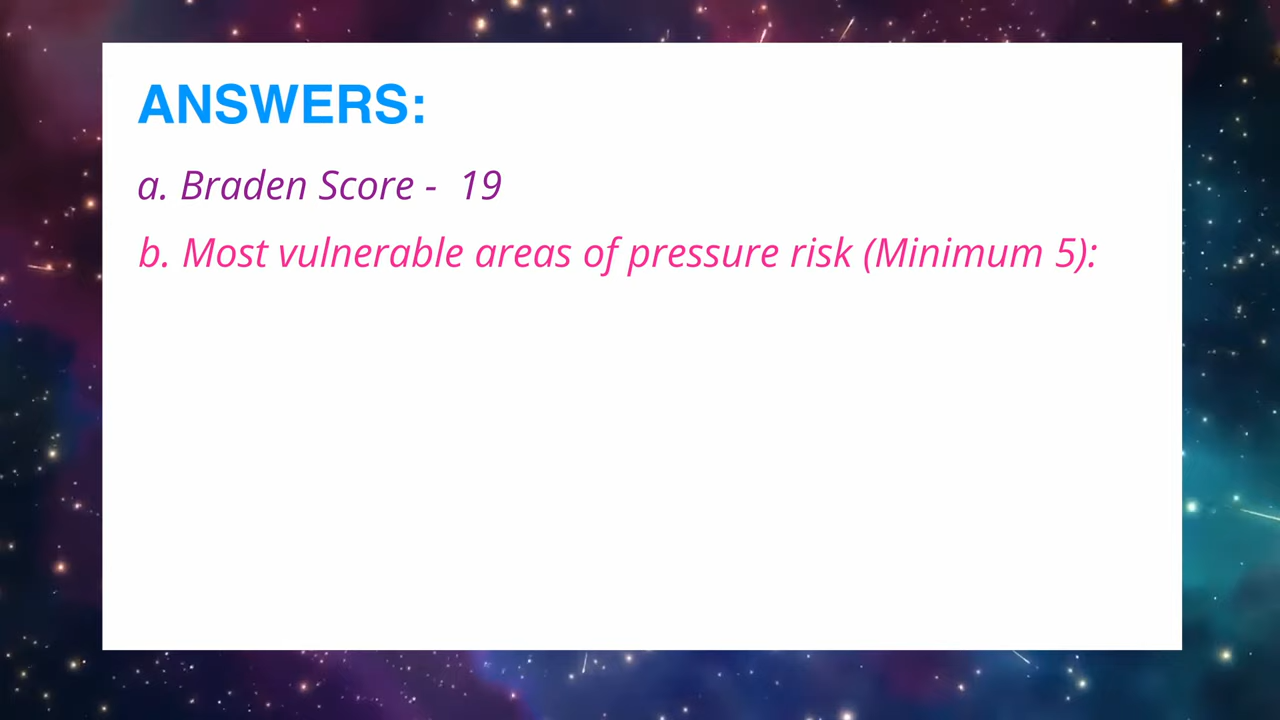 ANSWERS:
a. Braden Score - 19
b. Most vulnerable areas of pressure risk (Minimum 5):